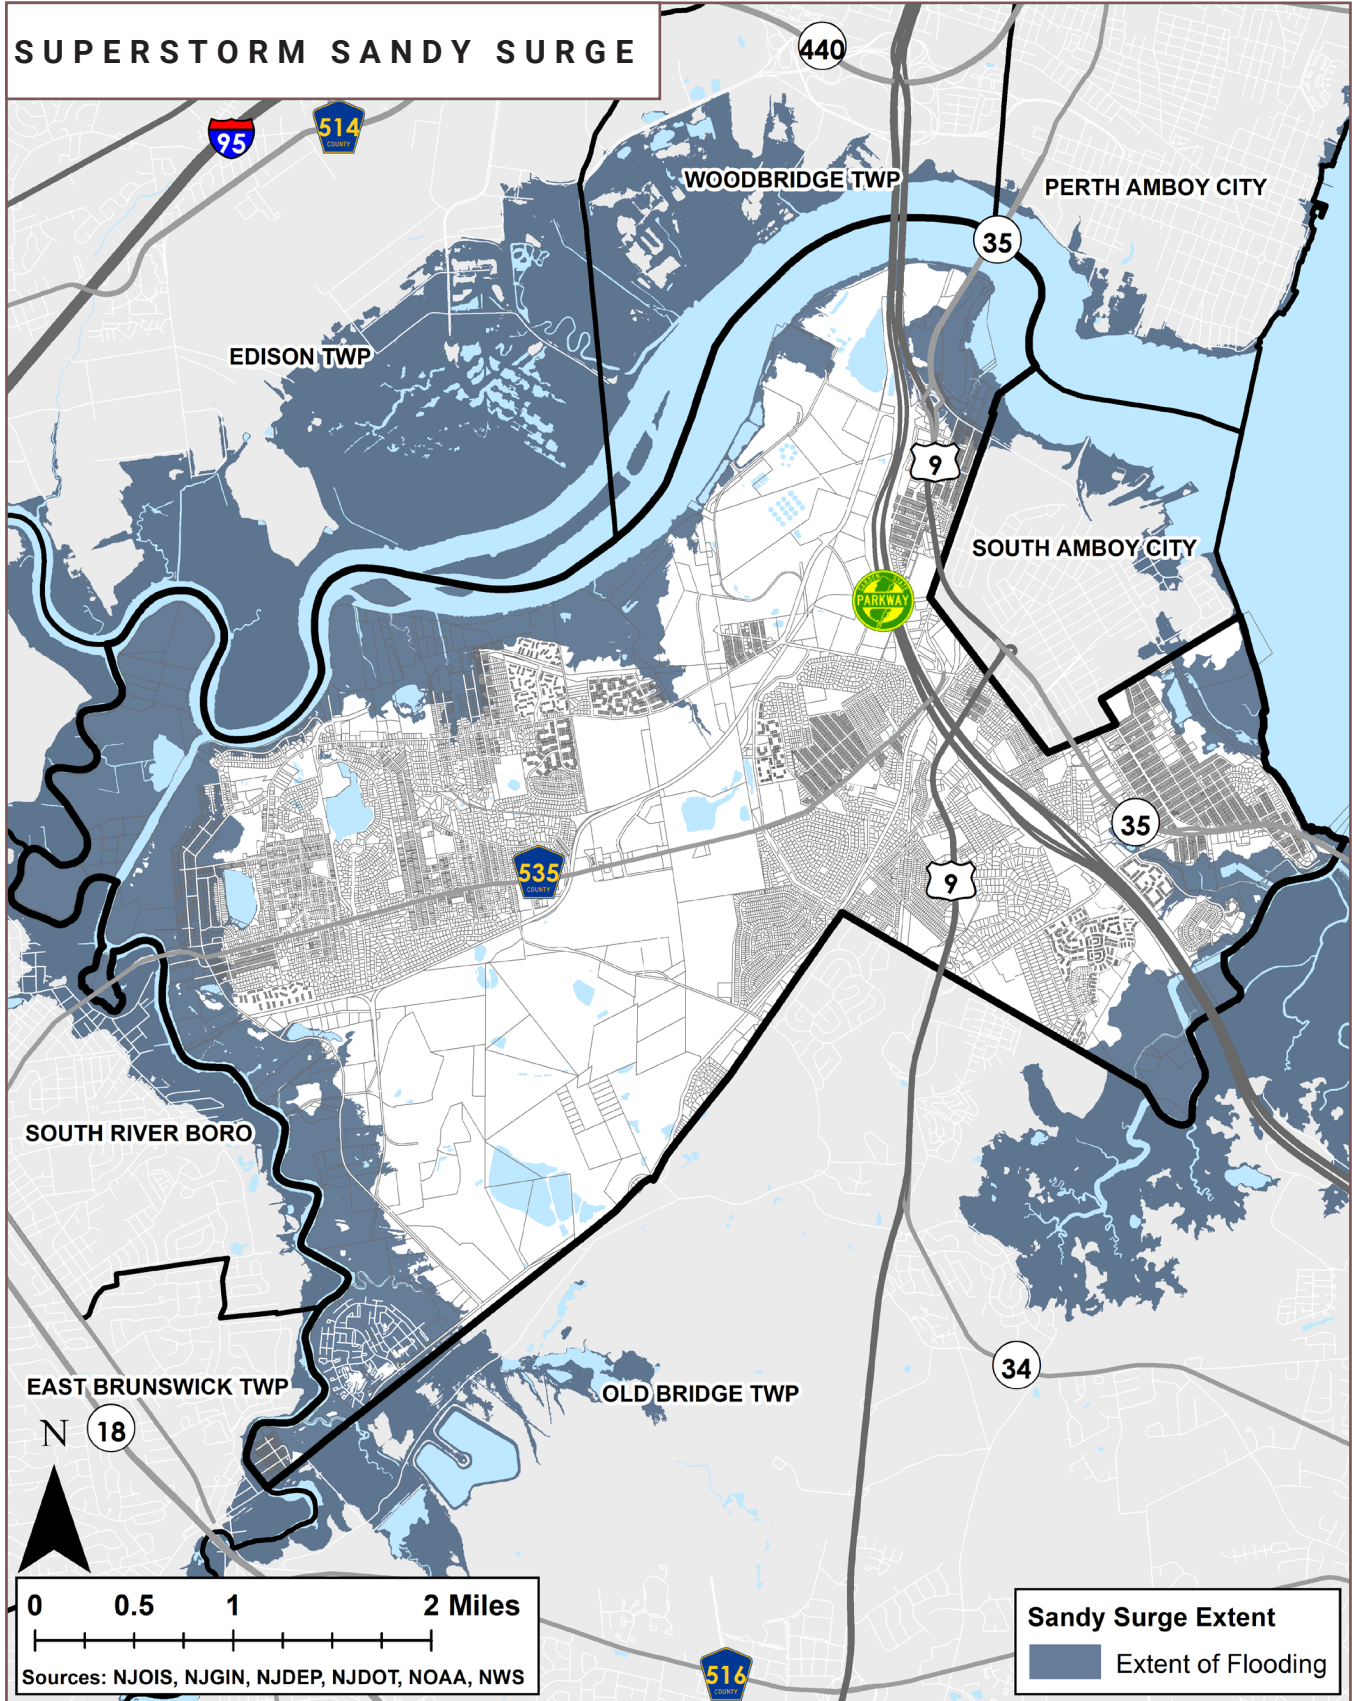 SUPERSTORM SANDY SURGE
440
95
514
COUNTY
WOODBRIDGE TWP
PERTH AMBOY CITY
35
EDISON TWP
9
SOUTH AMBOY CITY
GARDEN STATE
PARKWAY
35
535
COUNTY
9
SOUTH RIVER BORO
34
EAST BRUNSWICK TWP
OLD BRIDGE TWP
N
18
0 0.5 1 2 Miles
Sources: NJOIS, NJGIN, NJDEP, NJDOT, NOAA, NWS
516
COUNTY
Sandy Surge Extent
Extent of Flooding